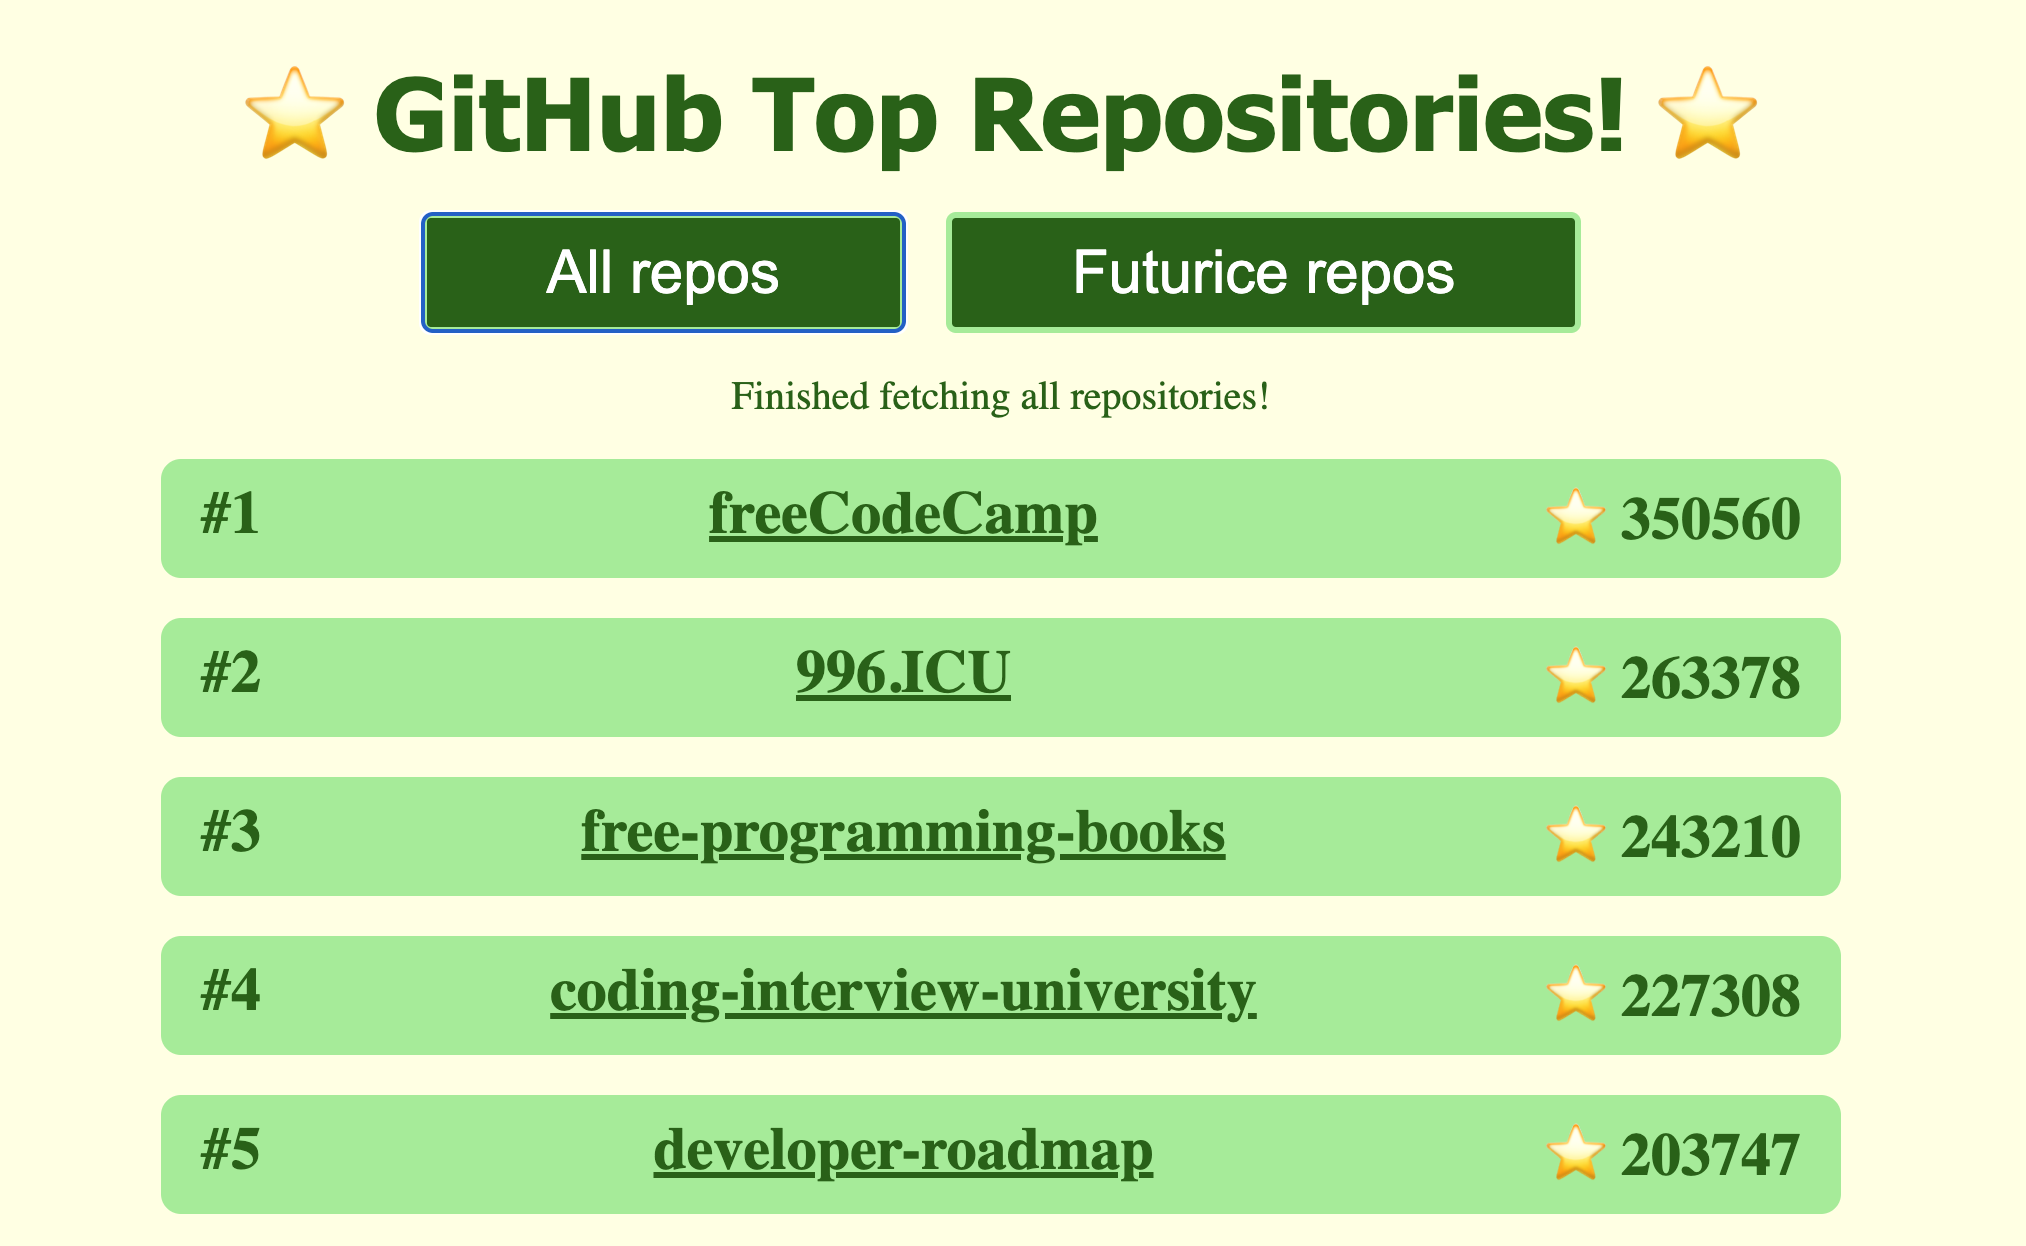 ⭐ GitHub Top Repositories! ⭐
All repos
Futurice repos
Finished fetching all repositories!
#1 freeCodeCamp ⭐ 350560
#2 996.ICU ⭐ 263378
#3 free-programming-books ⭐ 243210
#4 coding-interview-university ⭐ 227308
#5 developer-roadmap ⭐ 203747